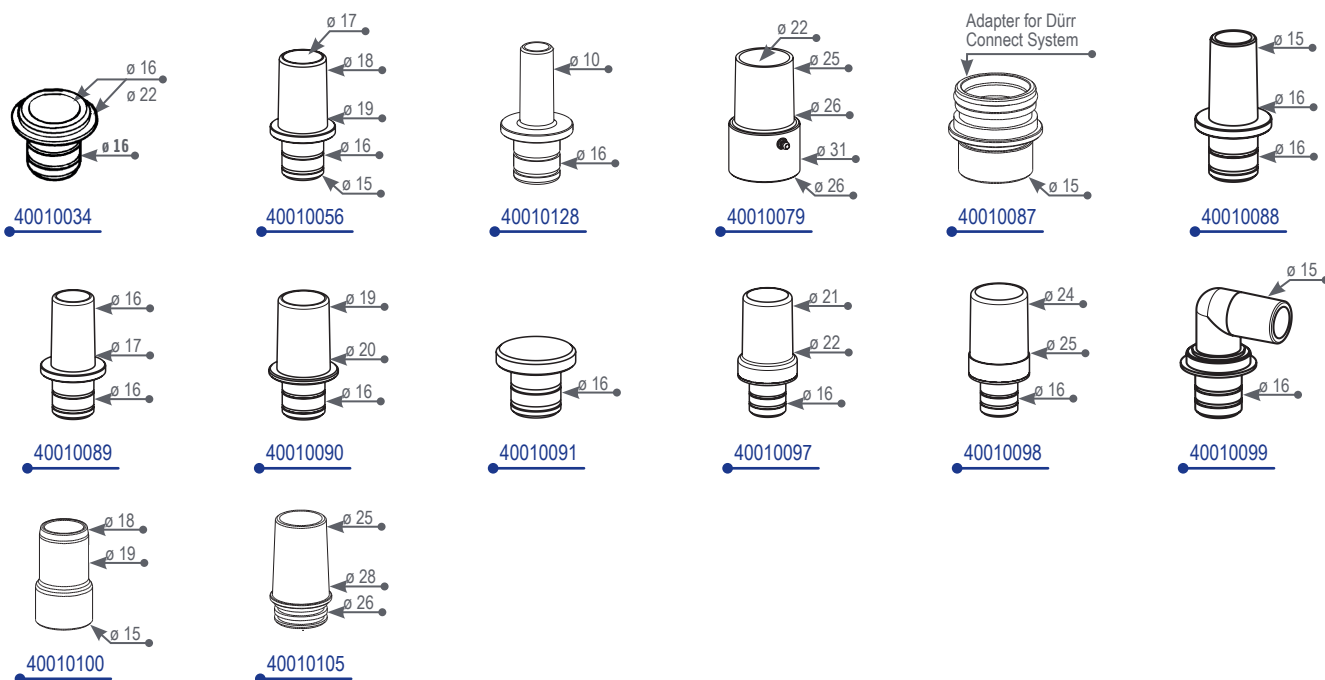 ø 16
ø 22
ø 16
40010034
ø 17
ø 18
ø 19
ø 16
ø 15
40010056
ø 10
ø 16
40010128
ø 22
ø 25
ø 26
ø 31
ø 26
40010079
Adapter for Dürr
Connect System
ø 15
40010087
ø 15
ø 16
ø 16
40010088
ø 16
ø 17
ø 16
40010089
ø 19
ø 20
ø 16
40010090
ø 16
40010091
ø 21
ø 22
ø 16
40010097
ø 24
ø 25
ø 16
40010098
ø 15
ø 16
40010099
ø 18
ø 19
ø 15
40010100
ø 25
ø 28
ø 26
40010105